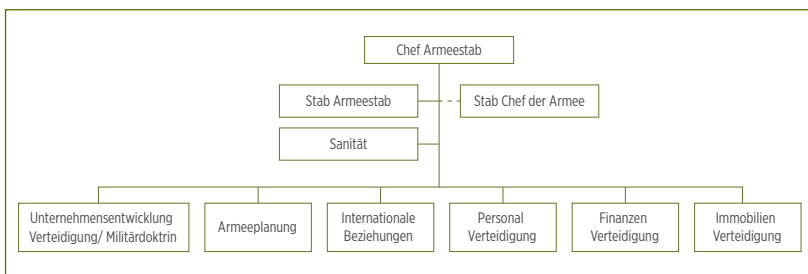 Chef Armeestab
Stab Armeestab
Stab Chef der Armee
Sanität
Unternehmensentwicklung
Verteidigung/ Militärdoktrin
Armeeplanung
Internationale
Beziehungen
Personal
Verteidigung
Finanzen
Verteidigung
Immobilien
Verteidigung